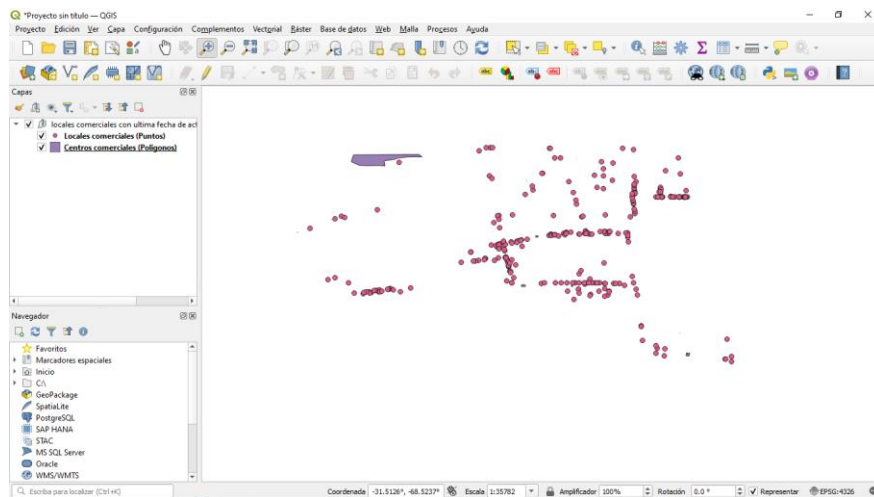 *Proyecto sin título — QGIS
Proyecto Edición Ver Capa Configuración Complementos Vectorial Ráster Base de datos Web Malla Procesos Ayuda
Capas
locales comerciales con ultima fecha de act
Locales comerciales (Puntos)
Centros comerciales (Poligonos)
Navegador
Favoritos
Marcadores espaciales
Inicio
C:\
GeoPackage
SpatiaLite
PostgreSQL
SAP HANA
STAC
MS SQL Server
Oracle
WMS/WMTS
Escriba para localizar (Ctrl+K)
Coordenada -31.5126°, -68.5237° Escala 1:35782 Amplificador 100% Rotación 0.0 ° Representar EPSG:4326